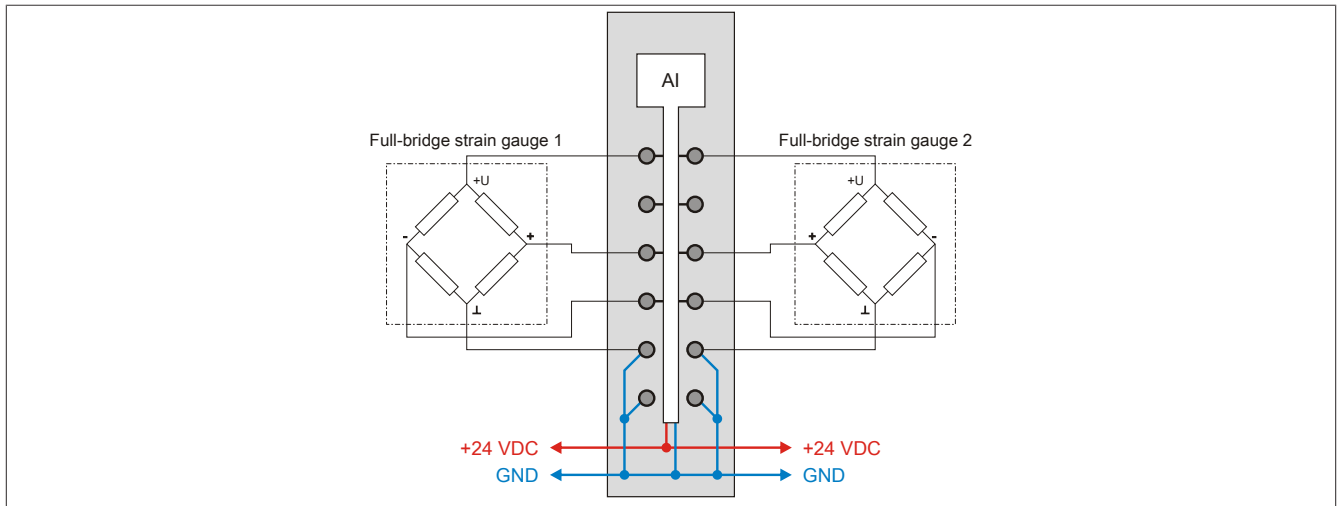 AI
Full-bridge strain gauge 1
Full-bridge strain gauge 2
+U
+U
-
+
+
-
⊥
⊥
+24 VDC
+24 VDC
GND
GND